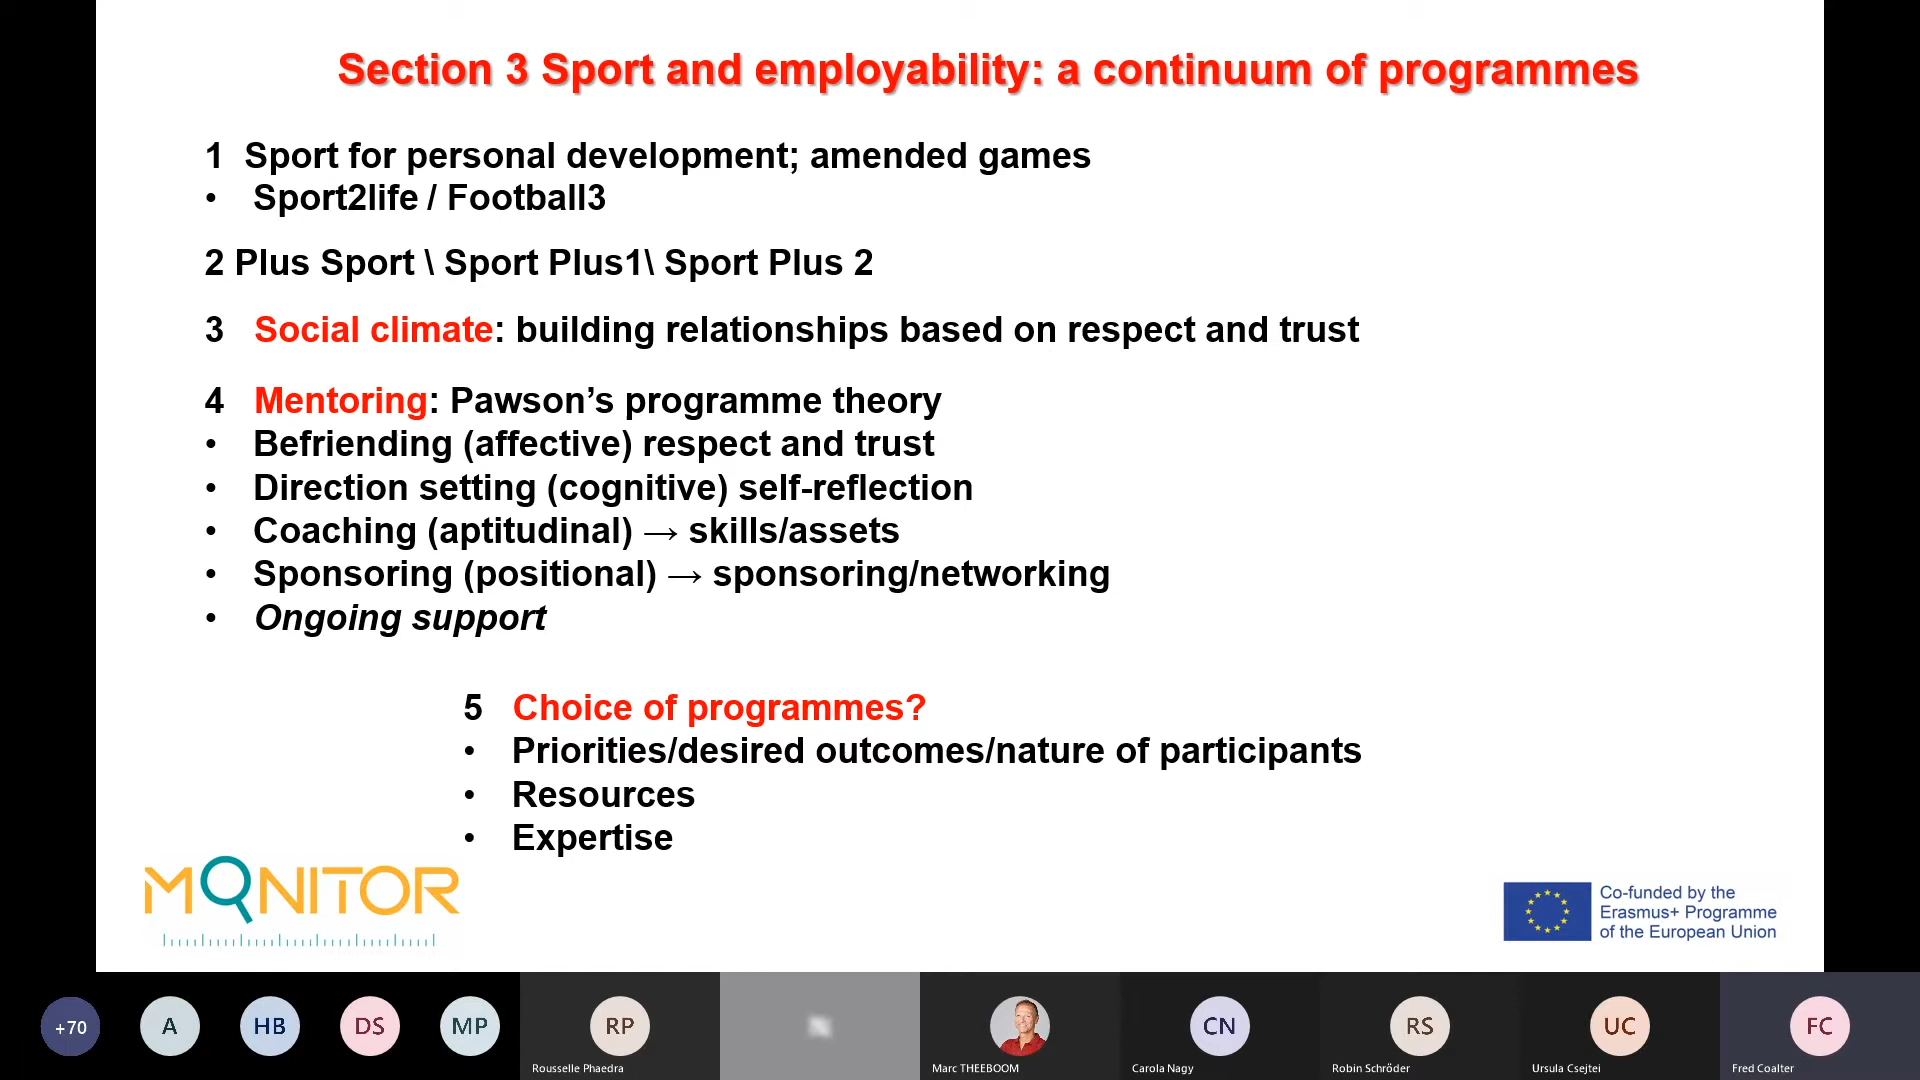 Section 3 Sport and employability: a continuum of programmes
1 Sport for personal development; amended games
• Sport2life / Football3
2 Plus Sport \ Sport Plus1\ Sport Plus 2
3 Social climate: building relationships based on respect and trust
4 Mentoring: Pawson’s programme theory
• Befriending (affective) respect and trust
• Direction setting (cognitive) self-reflection
• Coaching (aptitudinal) → skills/assets
• Sponsoring (positional) → sponsoring/networking
• Ongoing support
5 Choice of programmes?
• Priorities/desired outcomes/nature of participants
• Resources
• Expertise
MONITOR
Co-funded by the
Erasmus+ Programme
of the European Union
+70
A
HB
DS
MP
RP
CN
RS
UC
FC
Rousselle Phaedra
Marc THEEBOOM
Carola Nagy
Robin Schröder
Ursula Csejtei
Fred Coalter